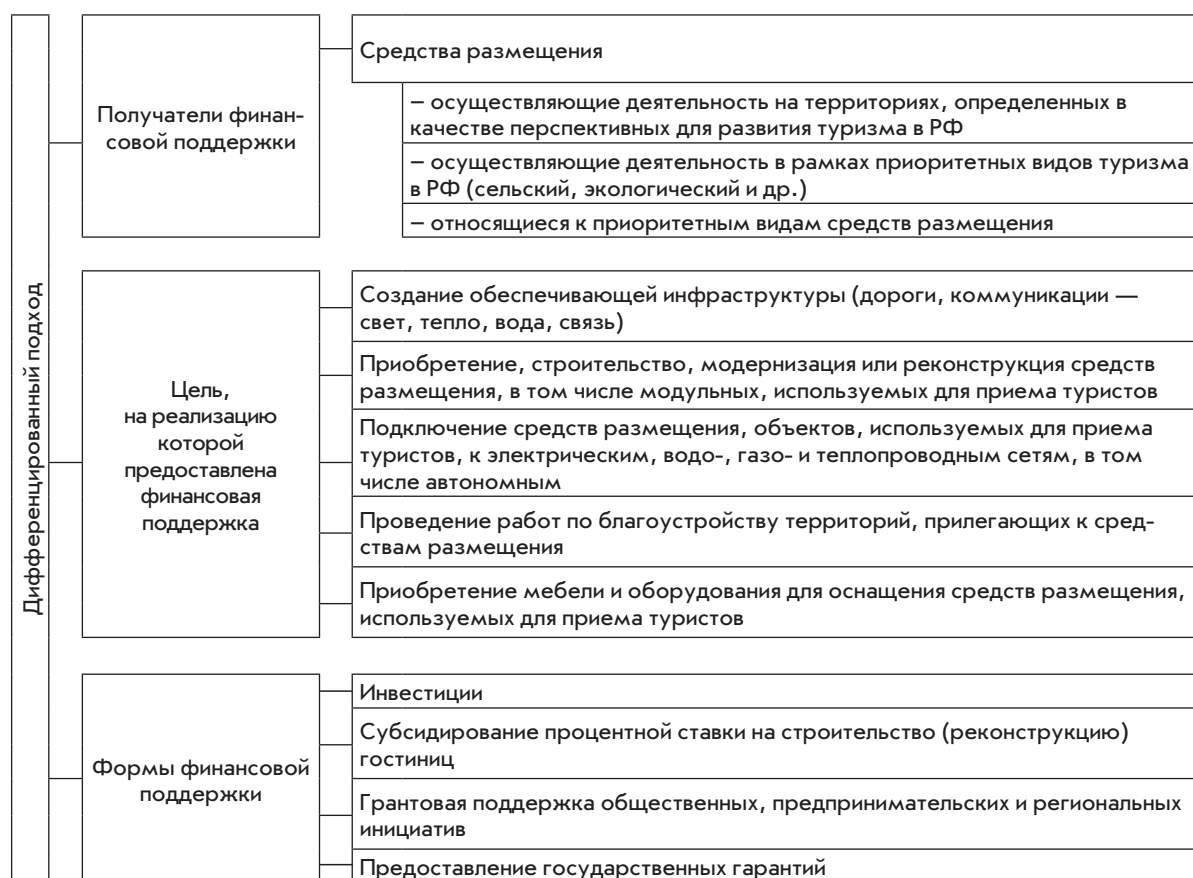 Дифференцированный подход
Получатели финан-
совой поддержки
Средства размещения
– осуществляющие деятельность на территориях, определенных в
качестве перспективных для развития туризма в РФ
– осуществляющие деятельность в рамках приоритетных видов туризма
в РФ (сельский, экологический и др.)
– относящиеся к приоритетным видам средств размещения
Цель,
на реализацию
которой
предоставлена
финансовая
поддержка
Создание обеспечивающей инфраструктуры (дороги, коммуникации —
свет, тепло, вода, связь)
Приобретение, строительство, модернизация или реконструкция средств
размещения, в том числе модульных, используемых для приема туристов
Подключение средств размещения, объектов, используемых для приема
туристов, к электрическим, водо-, газо- и теплопроводным сетям, в том
числе автономным
Проведение работ по благоустройству территорий, прилегающих к сред-
ствам размещения
Приобретение мебели и оборудования для оснащения средств размещения,
используемых для приема туристов
Формы финансовой
поддержки
Инвестиции
Субсидирование процентной ставки на строительство (реконструкцию)
гостиниц
Грантовая поддержка общественных, предпринимательских и региональных
инициатив
Предоставление государственных гарантий